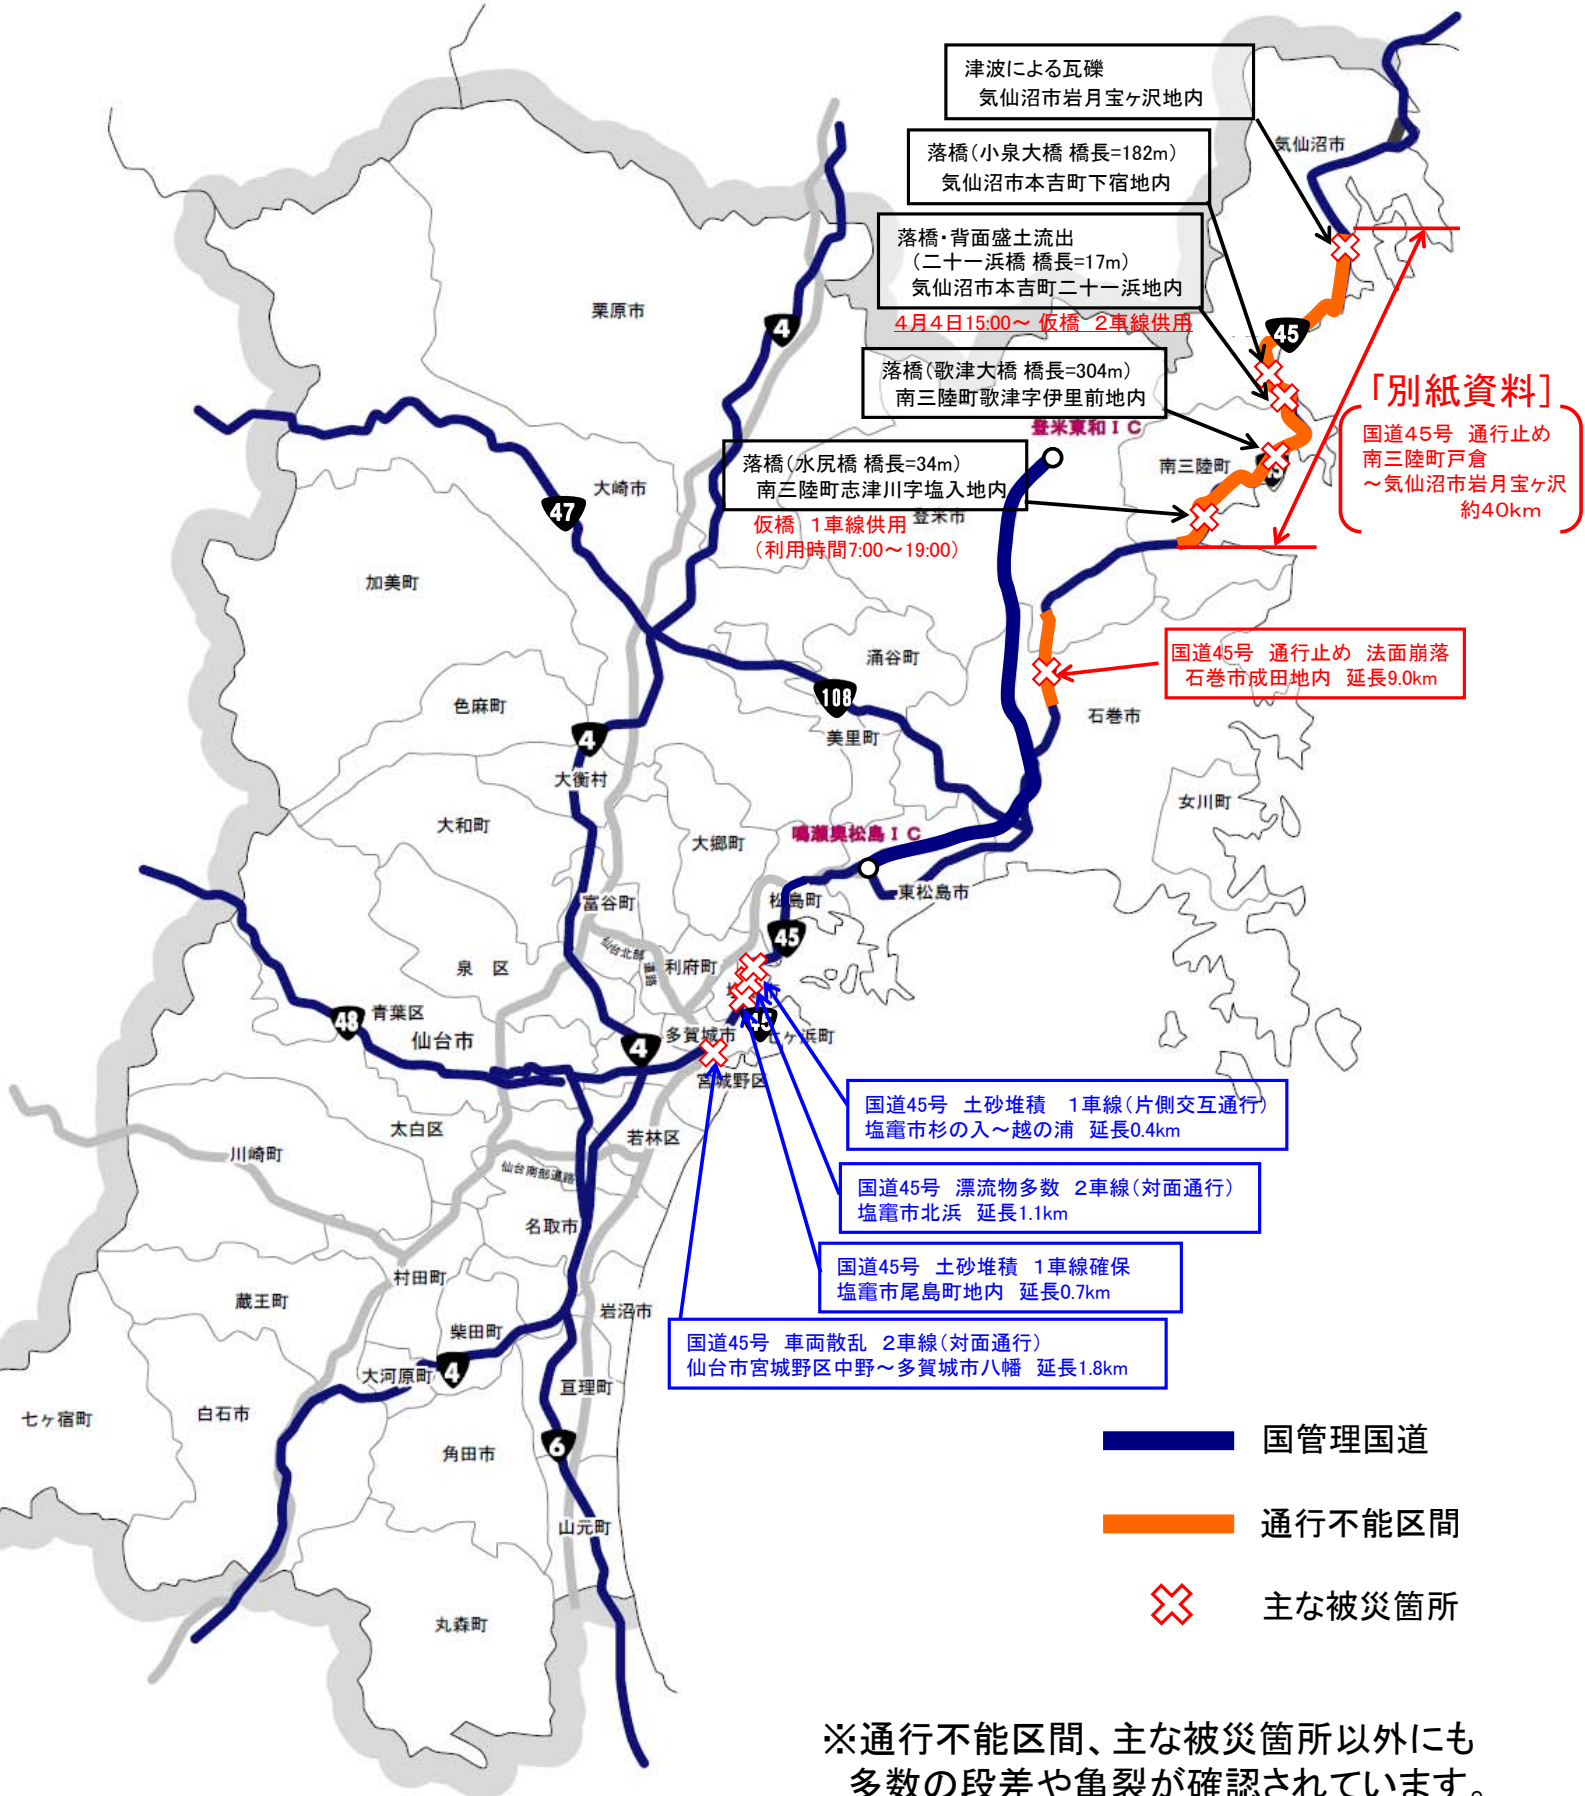 津波による瓦礫
気仙沼市岩月宝ヶ沢地内
気仙沼市
落橋(小泉大橋 橋長=182m)
気仙沼市本吉町下宿地内
落橋・背面盛土流出
(二十一浜橋 橋長=17m)
気仙沼市本吉町二十一浜地内
4月4日15:00～ 仮橋 2車線供用
栗原市
4
45
落橋(歌津大橋 橋長=304m)
南三陸町歌津字伊里前地内
登米東和IC
「別紙資料]
国道45号 通行止め
南三陸町戸倉
～気仙沼市岩月宝ヶ沢
約40km
南三陸町
落橋(水尻橋 橋長=34m)
南三陸町志津川字塩入地内
仮橋 1車線供用
(利用時間7:00～19:00)
登米市
大崎市
47
加美町
涌谷町
国道45号 通行止め 法面崩落
石巻市成田地内 延長9.0km
108
色麻町
石巻市
4
美里町
大衡村
女川町
大和町
大郷町
鳴瀬奥松島IC
富谷町
松島町
東松島市
45
仙台北部道路
泉 区
利府町
48
青葉区
仙台市
4
多賀城市
45
七ヶ浜町
宮城野区
国道45号 土砂堆積 1車線(片側交互通行)
塩竈市杉の入～越の浦 延長0.4km
太白区
若林区
川崎町
仙台南部道路
国道45号 漂流物多数 2車線(対面通行)
塩竈市北浜 延長1.1km
名取市
国道45号 土砂堆積 1車線確保
塩竈市尾島町地内 延長0.7km
村田町
蔵王町
岩沼市
柴田町
国道45号 車両散乱 2車線(対面通行)
仙台市宮城野区中野～多賀城市八幡 延長1.8km
大河原町
4
亘理町
七ヶ宿町
白石市
角田市
6
国管理国道
山元町
通行不能区間
丸森町
主な被災箇所
※通行不能区間、主な被災箇所以外にも
多数の段差や亀裂が確認されています。